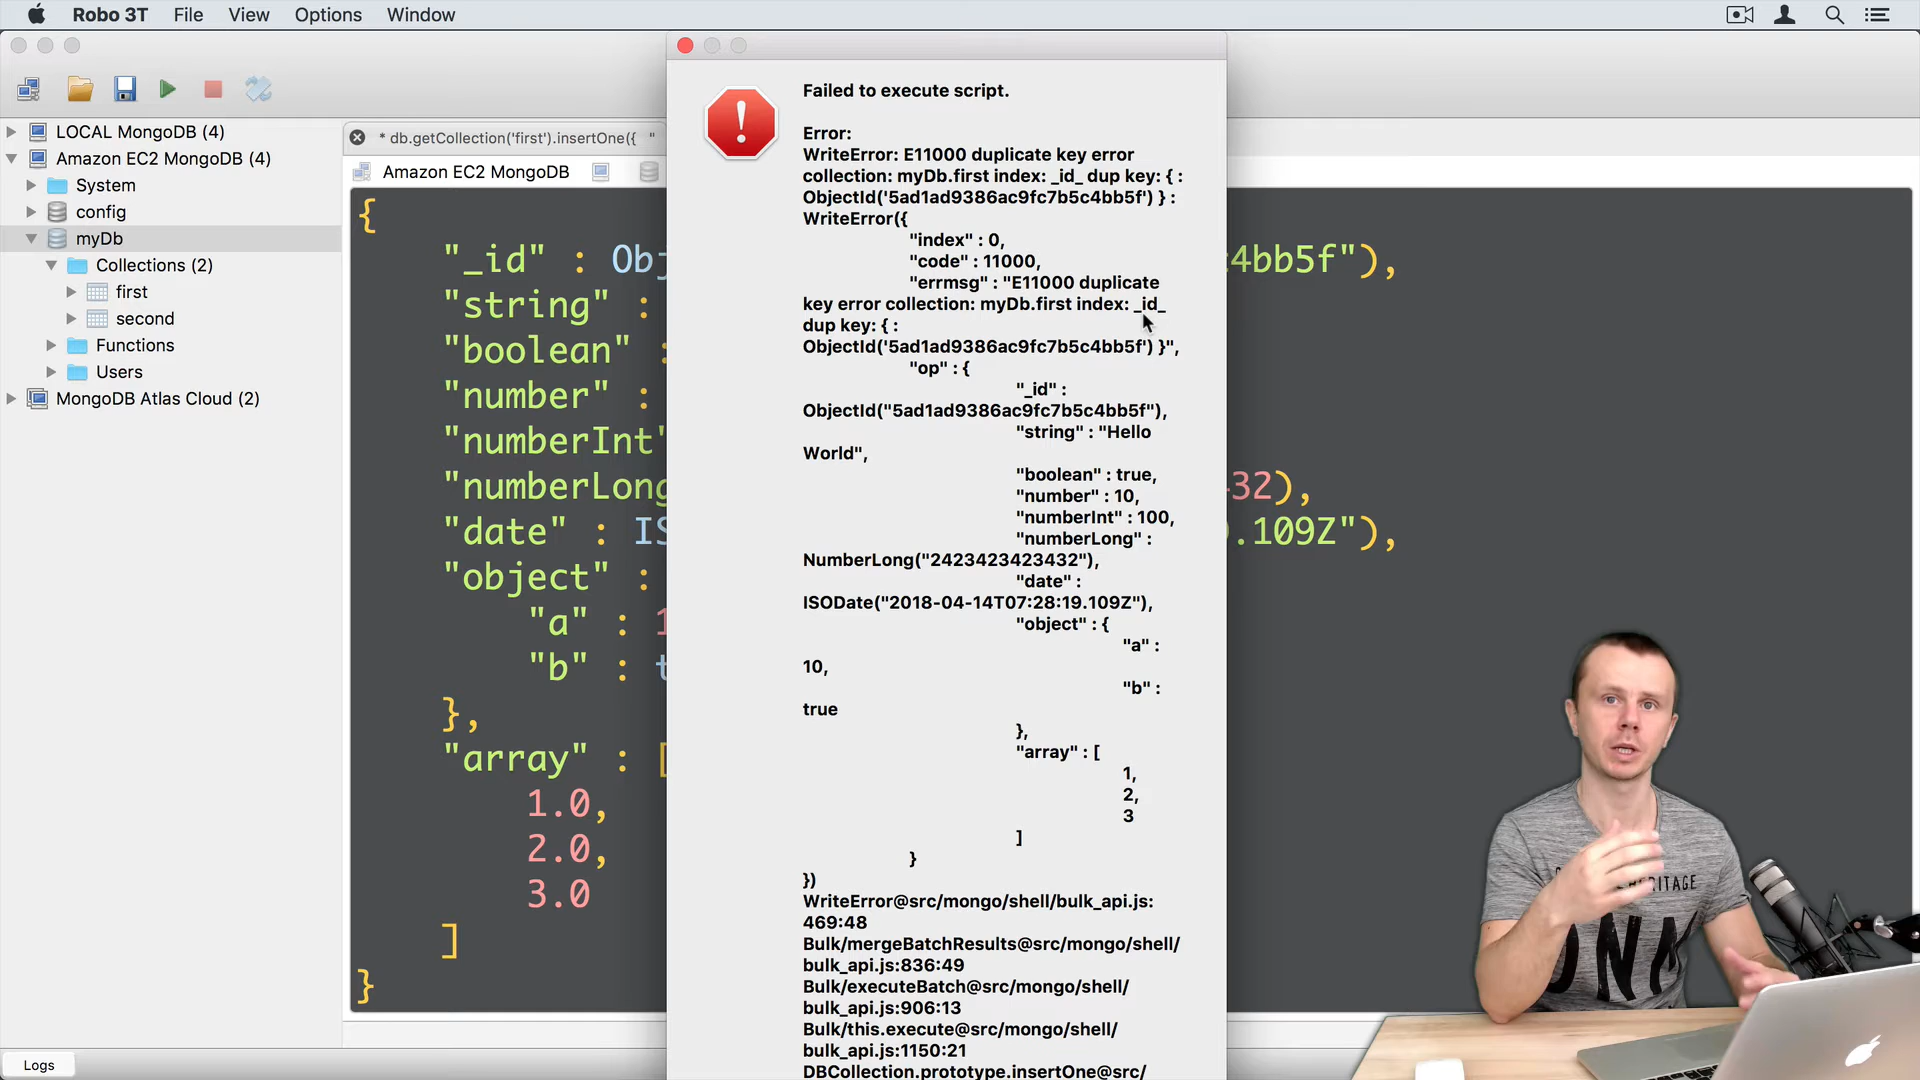 Robo 3T File View Options Window
LOCAL MongoDB (4)
Amazon EC2 MongoDB (4)
System
config
myDb
Collections (2)
first
second
Functions
Users
MongoDB Atlas Cloud (2)
Logs
* db.getCollection('first').insertOne({ "
Amazon EC2 MongoDB
{
"_id" : Obj 4bb5f"),
"string" :
"boolean" :
"number" :
"numberInt"
"numberLong 432),
"date" : IS .109Z"),
"object" :
"a" : 1
"b" : t
},
"array" : [
1.0,
2.0,
3.0
]
}
Failed to execute script.
Error:
WriteError: E11000 duplicate key error
collection: myDb.first index: _id_ dup key: { :
ObjectId('5ad1ad9386ac9fc7b5c4bb5f') } :
WriteError({
"index" : 0,
"code" : 11000,
"errmsg" : "E11000 duplicate
key error collection: myDb.first index: _id_
dup key: { :
ObjectId('5ad1ad9386ac9fc7b5c4bb5f') }",
"op" : {
"_id" :
ObjectId("5ad1ad9386ac9fc7b5c4bb5f"),
"string" : "Hello
World",
"boolean" : true,
"number" : 10,
"numberInt" : 100,
"numberLong" :
NumberLong("2423423423432"),
"date" :
ISODate("2018-04-14T07:28:19.109Z"),
"object" : {
"a" :
10,
"b" :
true
},
"array" : [
1,
2,
3
]
}
})
WriteError@src/mongo/shell/bulk_api.js:
469:48
Bulk/mergeBatchResults@src/mongo/shell/
bulk_api.js:836:49
Bulk/executeBatch@src/mongo/shell/
bulk_api.js:906:13
Bulk/this.execute@src/mongo/shell/
bulk_api.js:1150:21
DBCollection.prototype.insertOne@src/